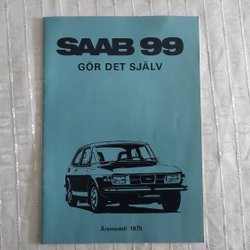 SAAB 99
GÖR DET SJÄLV
Årsmodell 1975